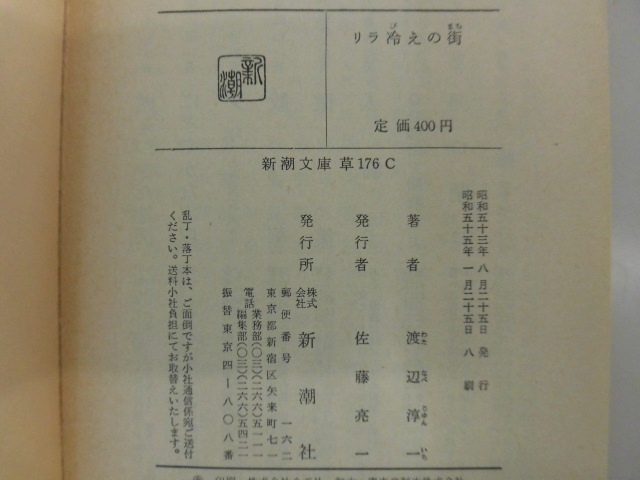 リラ冷えの街
定価400円
新潮
新潮文庫 草176C
昭和五十三年 八月二十五日 発行
昭和五十五年 一月二十五日 八刷
著者 渡辺淳一
発行者 佐藤亮一
発行所 株式会社 新潮社
郵便番号 一六二
東京都新宿区矢来町七一
電話 業務部(〇三)二六六|五一一一
編集部(〇三)二六六|五四二一
振替東京四―八〇八番
乱丁・落丁本は、ご面倒ですが小社通信係宛ご送付
ください。送料小社負担にてお取替えいたします。